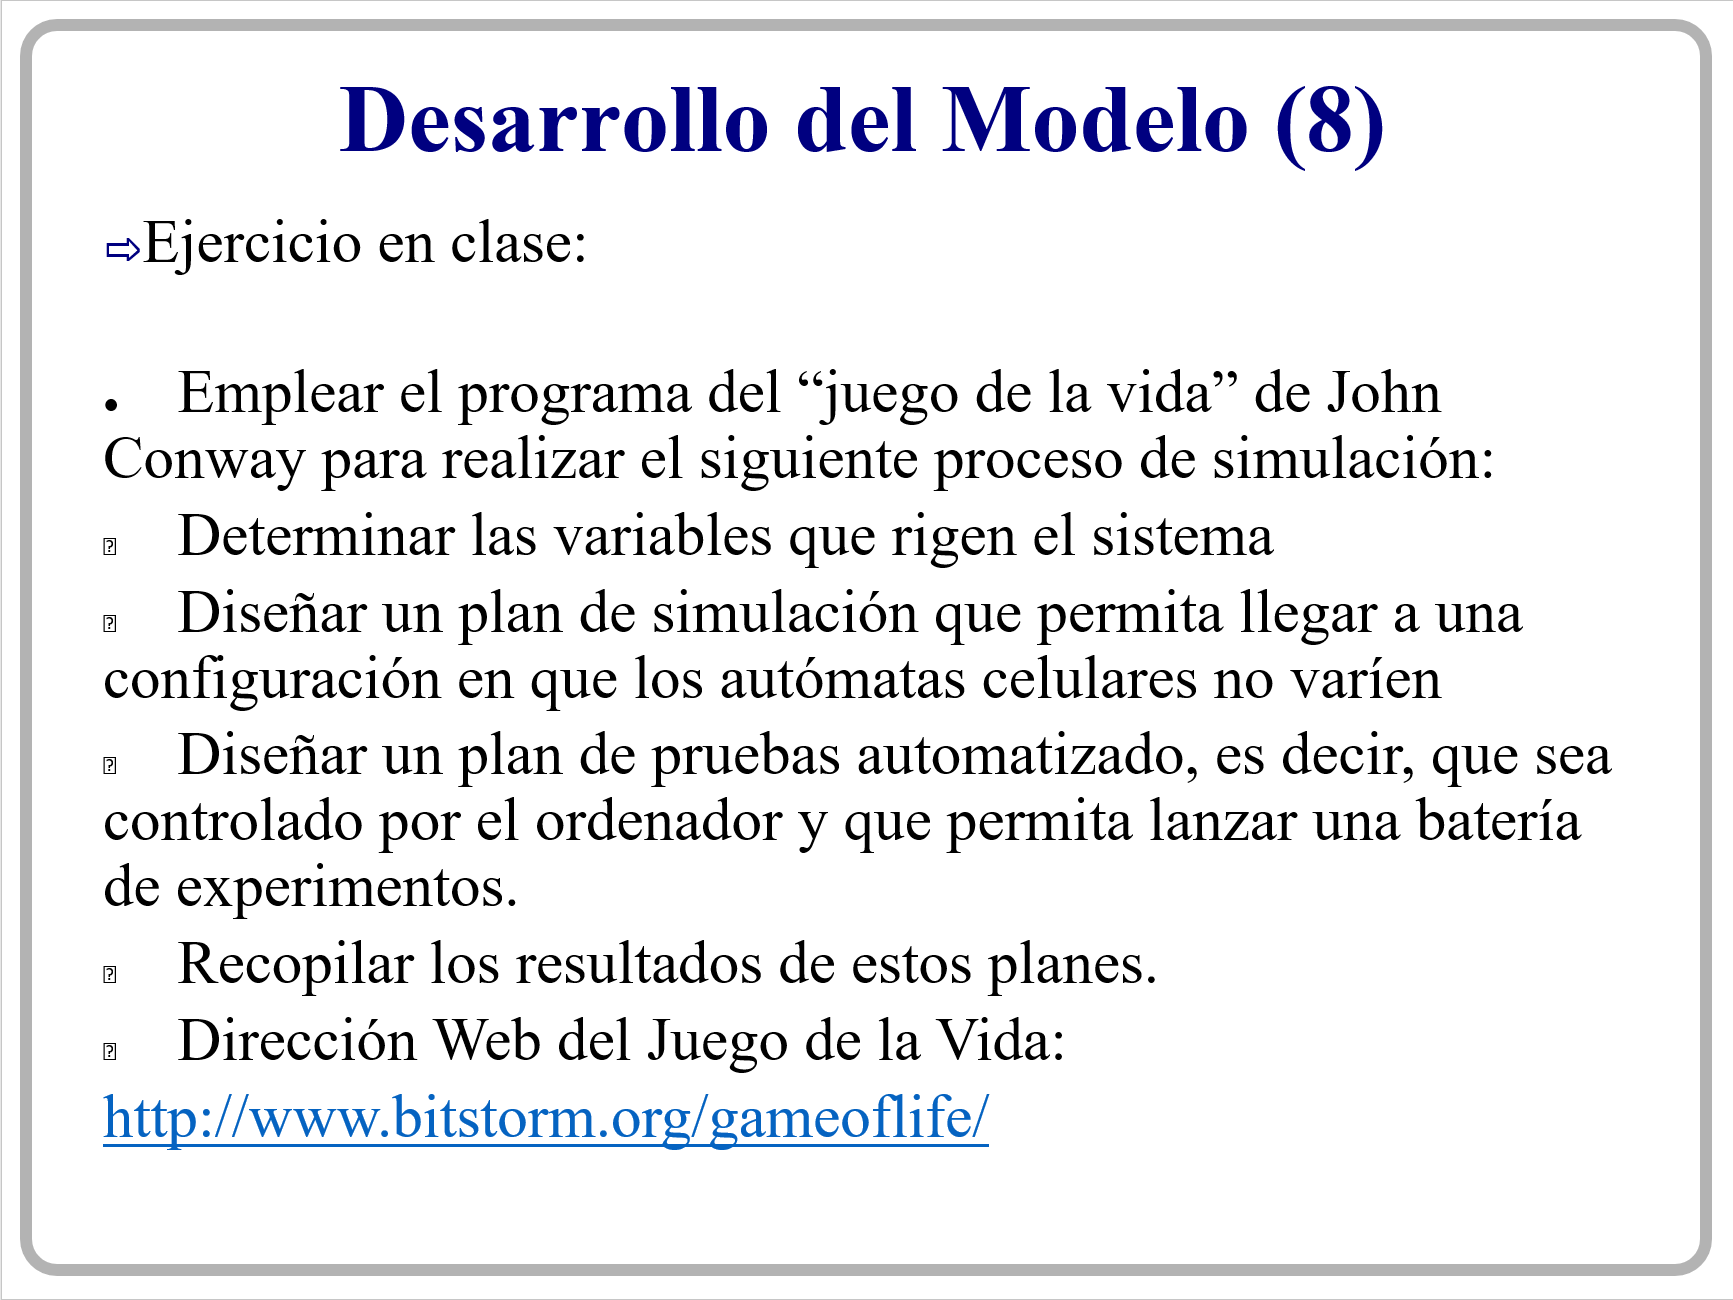 Desarrollo del Modelo (8)
⇨Ejercicio en clase:
• Emplear el programa del “juego de la vida” de John
Conway para realizar el siguiente proceso de simulación:
Determinar las variables que rigen el sistema
Diseñar un plan de simulación que permita llegar a una
configuración en que los autómatas celulares no varíen
Diseñar un plan de pruebas automatizado, es decir, que sea
controlado por el ordenador y que permita lanzar una batería
de experimentos.
Recopilar los resultados de estos planes.
Dirección Web del Juego de la Vida:
http://www.bitstorm.org/gameoflife/